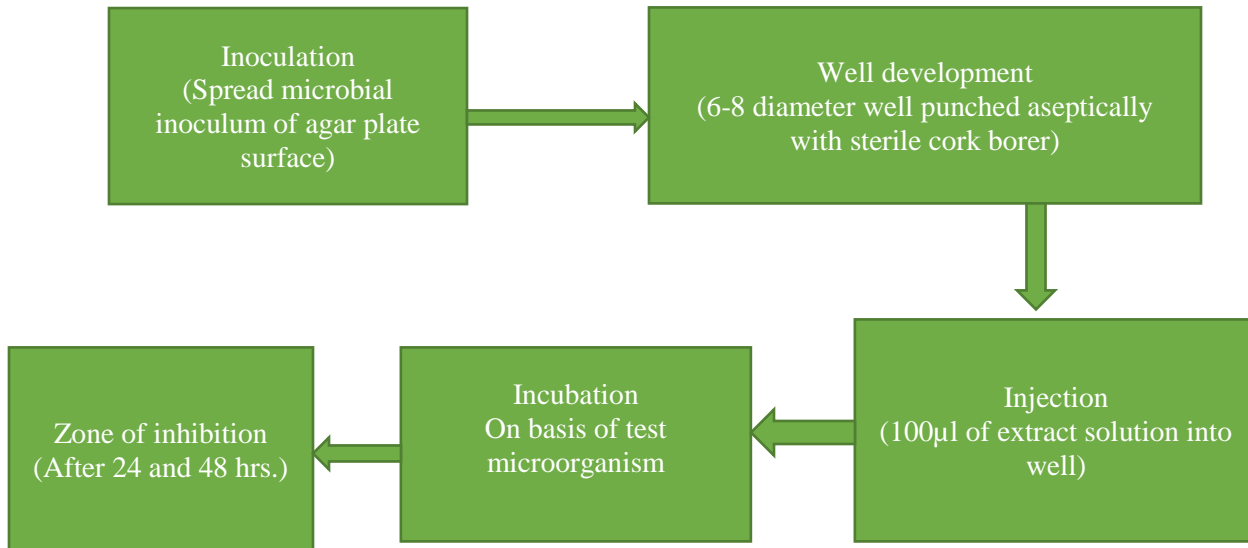 Inoculation
(Spread microbial
inoculum of agar plate
surface)
Well development
(6-8 diameter well punched aseptically
with sterile cork borer)
Injection
(100µl of extract solution into
well)
Incubation
On basis of test
microorganism
Zone of inhibition
(After 24 and 48 hrs.)